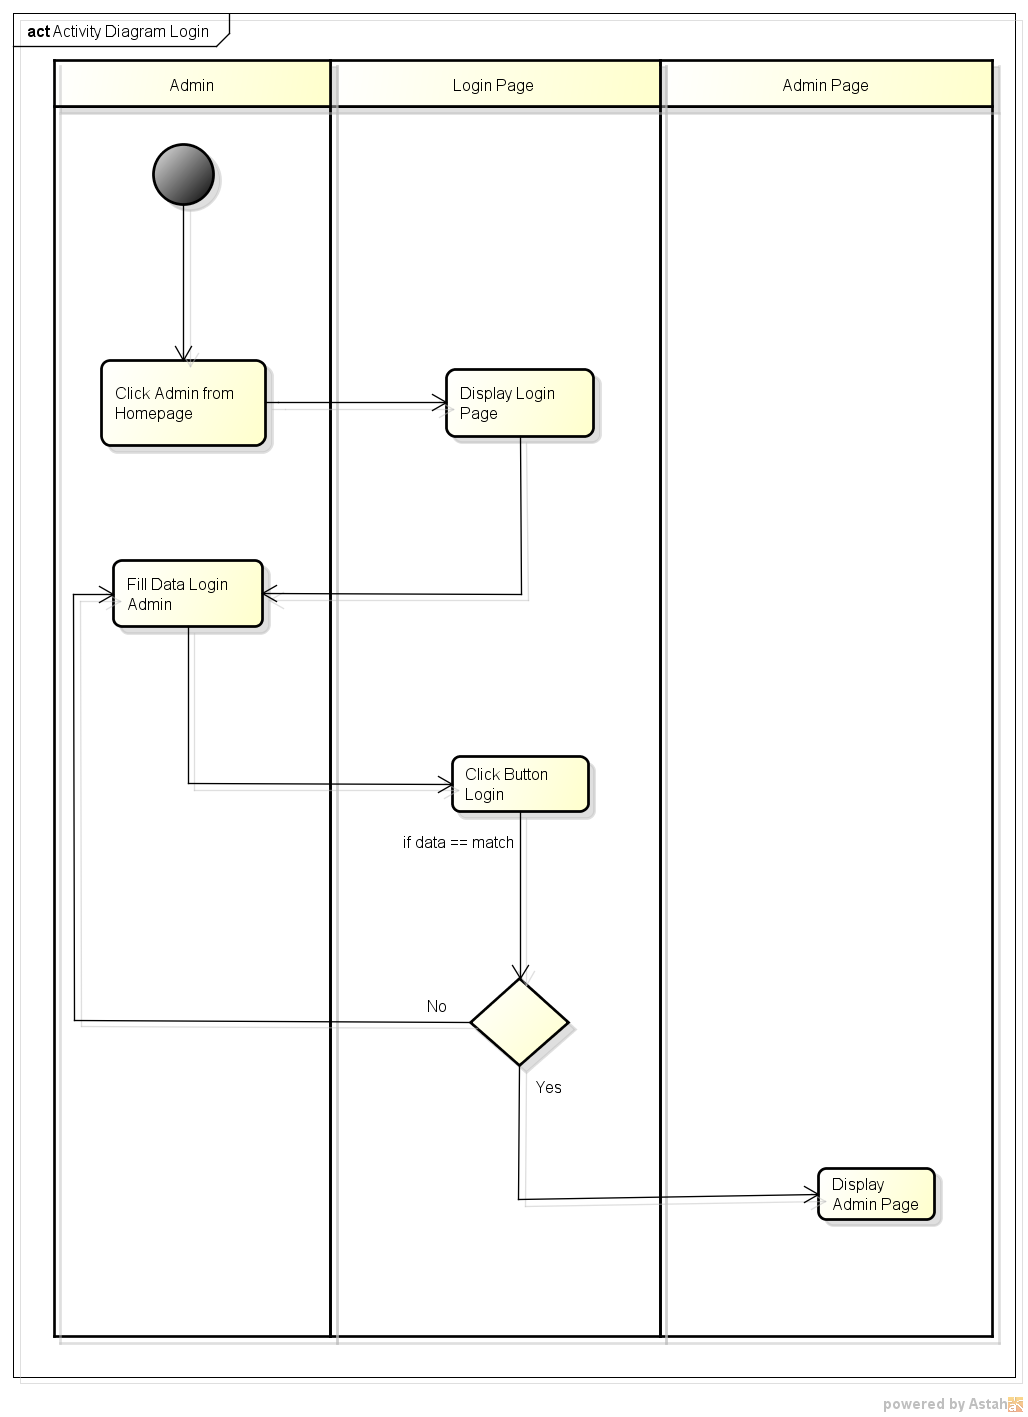 act Activity Diagram Login
Admin
Login Page
Admin Page
Click Admin from
Homepage
Display Login
Page
Fill Data Login
Admin
Click Button
Login
if data == match
No
Yes
Display
Admin Page
powered by Astah